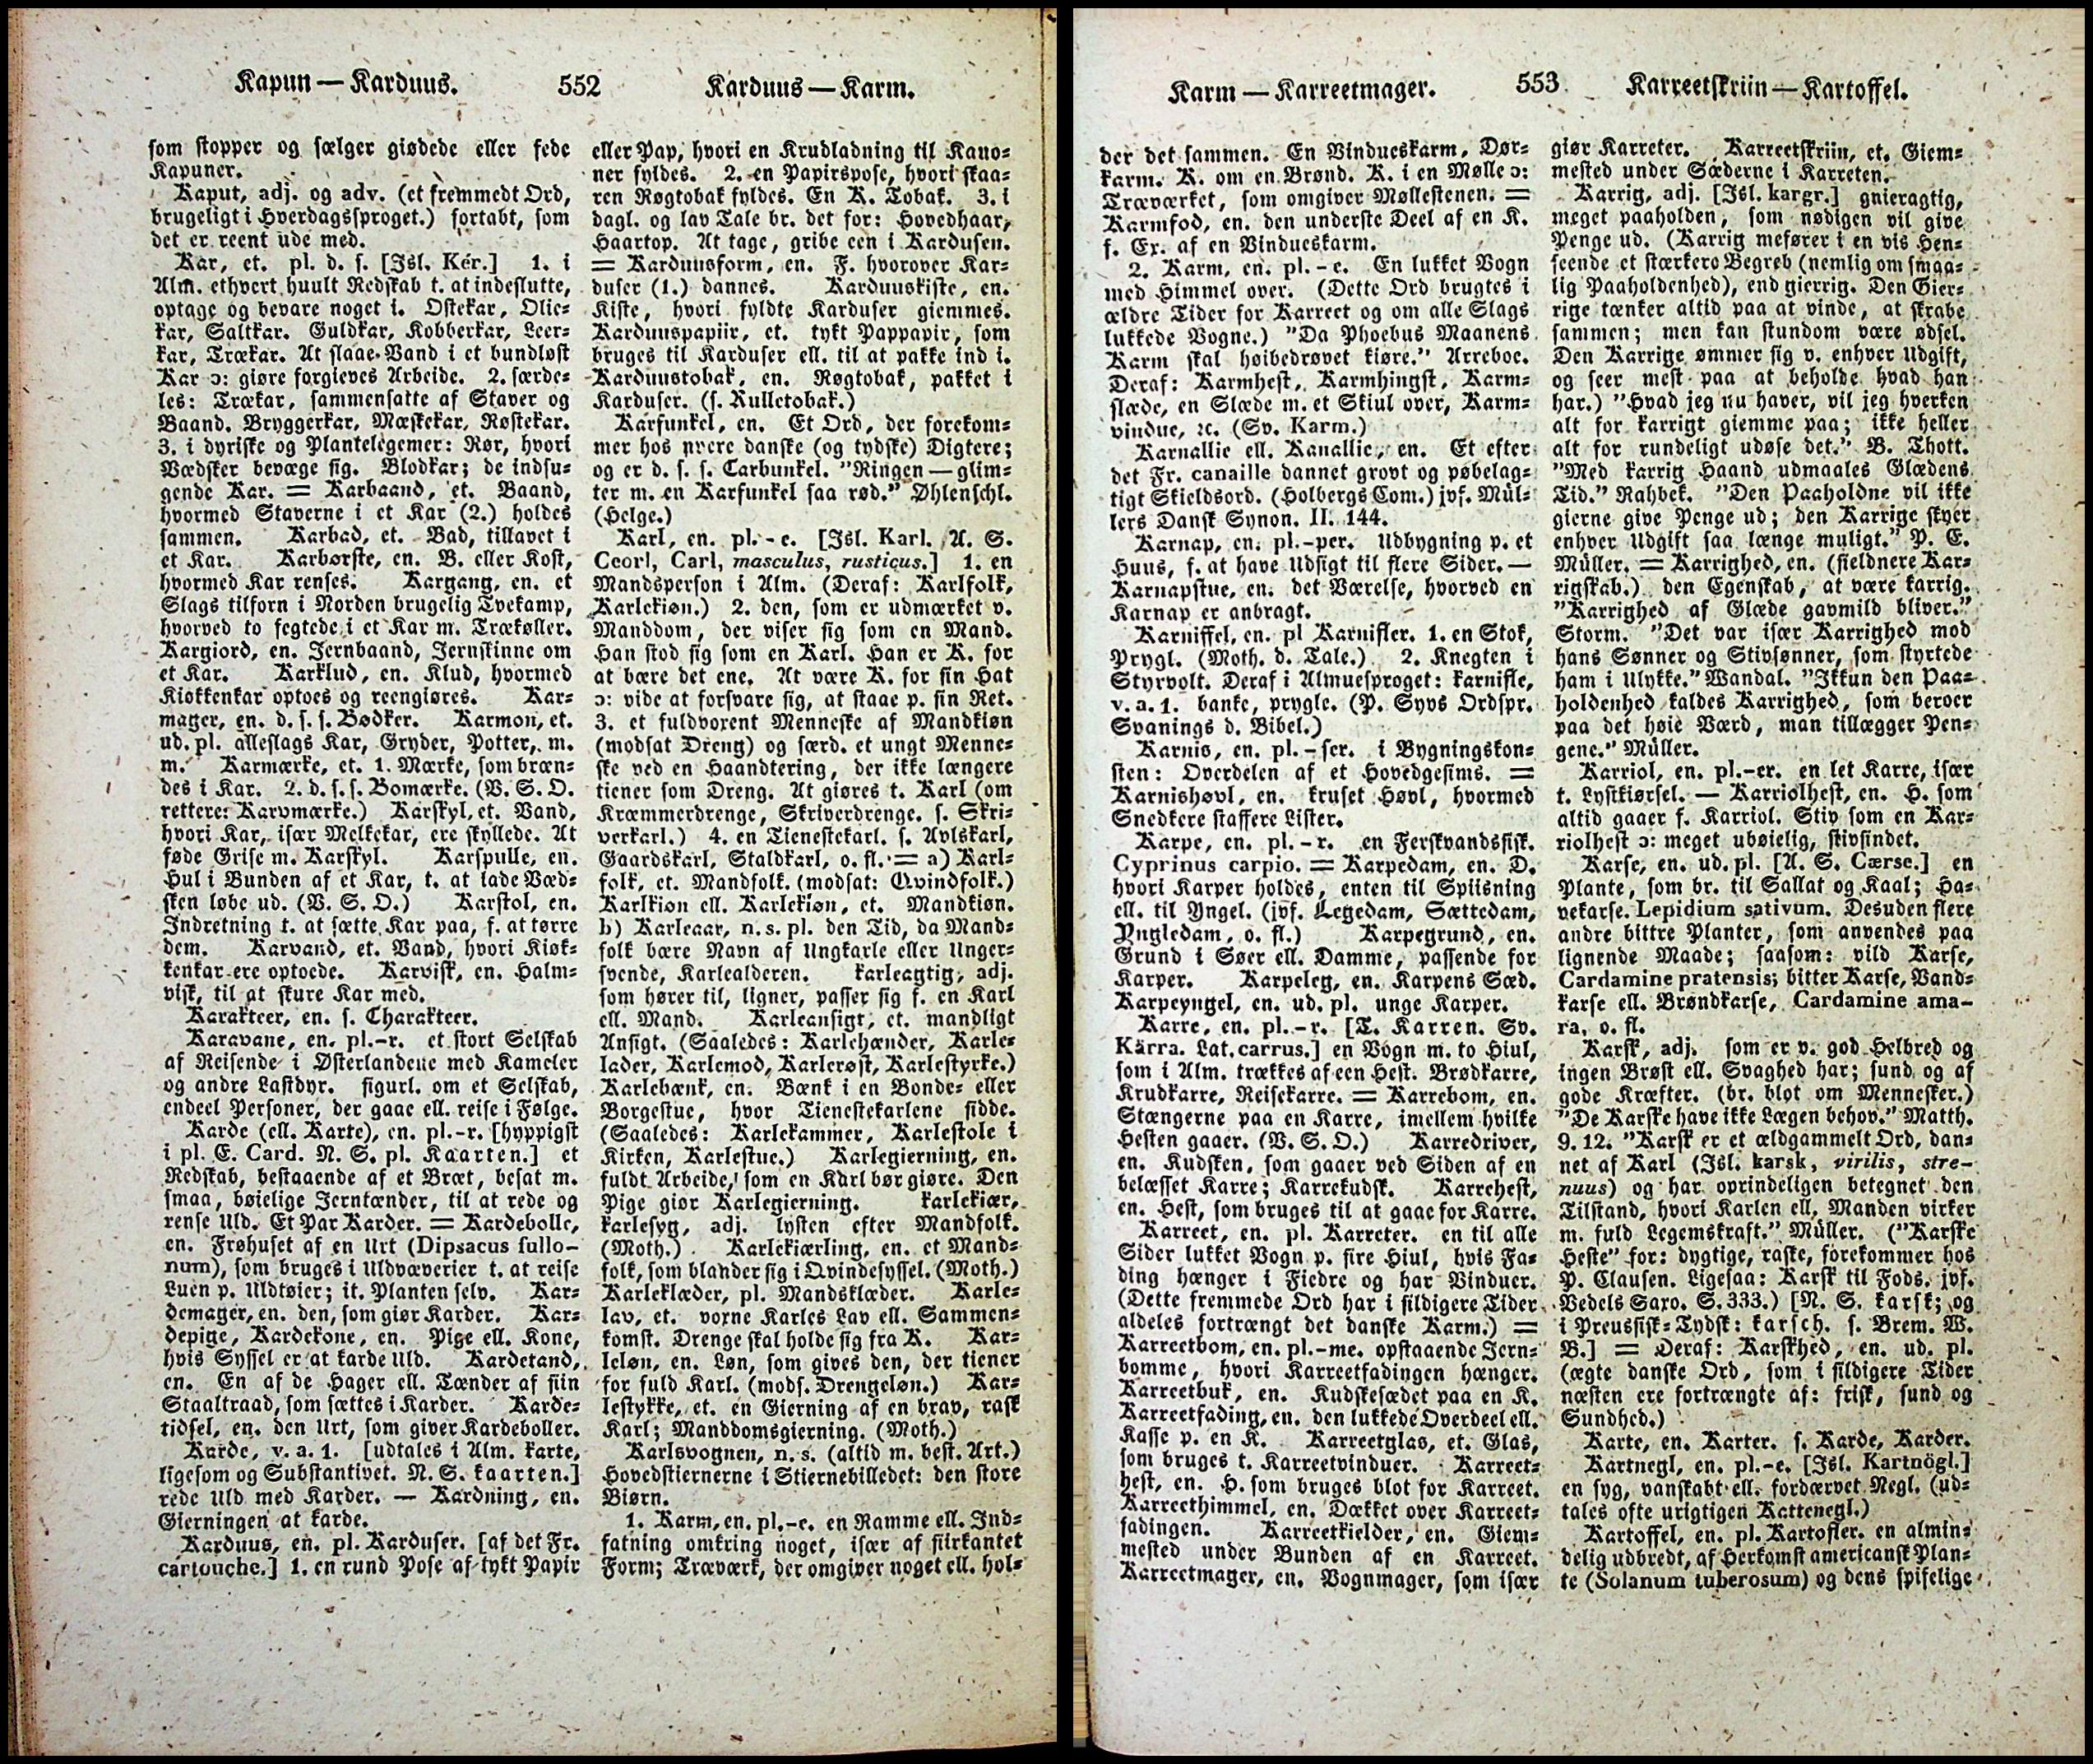 Kapun — Karduus.
552
Karduus — Karm.
som stopper og sælger giødede eller fede
Kapuner.
Kaput, adj. og adv. (et fremmedt Ord,
brugeligt i Hverdagssproget.) fortabt, som
det er reent ude med.
Kar, et. pl. d. s. [Isl. Kér.] 1. i
Alm. ethvert huult Redskab t. at indeslutte,
optage og bevare noget i. Ostekar, Olie⸗
kar, Saltkar. Guldkar, Kobberkar, Leer⸗
kar, Trækar. At slaae Vand i et bundløst
Kar ɔ: giøre forgieves Arbeide. 2. særde⸗
les: Trækar, sammensatte af Staver og
Baand. Bryggerkar, Mæskekar, Røstekar.
3. i dyriske og Plantelegemer: Rør, hvori
Vædsker bevæge sig. Blodkar; de indsu⸗
gende Kar. = Karbaand, et. Baand,
hvormed Staverne i et Kar (2.) holdes
sammen. Karbad, et. Bad, tillavet i
et Kar. Karbørste, en. B. eller Kost,
hvormed Kar renses. Kargang, en. et
Slags tilforn i Norden brugelig Tvekamp,
hvorved to fegtede i et Kar m. Trækøller.
Kargiord, en. Jernbaand, Jernskinne om
et Kar. Karklud, en. Klud, hvormed
Kiøkkenkar optoes og reengiøres. Kar⸗
mager, en. d. s. s. Bødker. Karmon, et.
ud. pl. alleslags Kar, Gryder, Potter, m.
m. Karmærke, et. 1. Mærke, som bræn⸗
des i Kar. 2. d. s. s. Bomærke. (V. S. O.
rettere: Karvmærke.) Karskyl, et. Vand,
hvori Kar, især Melkekar, ere skyllede. At
føde Grise m. Karskyl. Karspulle, en.
Hul i Bunden af et Kar, t. at lade Væd⸗
sken løbe ud. (V. S. O.) Karstol, en.
Indretning t. at sætte Kar paa, f. at tørre
dem. Karvand, et. Vand, hvori Kiøk⸗
kenkar ere optoede. Karvisk, en. Halm⸗
visk, til at skure Kar med.
Karakteer, en. s. Charakteer.
Karavane, en. pl.-r. et stort Selskab
af Reisende i Østerlandene med Kameler
og andre Lastdyr. figurl. om et Selskab,
endeel Personer, der gaae ell. reise i Følge.
Karde (ell. Karte), en. pl.-r. [hyppigst
i pl. E. Card. N. S. pl. Kaarten.] et
Redskab, bestaaende af et Bræt, besat m.
smaa, bøielige Jerntænder, til at rede og
rense Uld. Et Par Karder. = Kardebolle,
en. Frøhuset af en Urt (Dipsacus fullo-
num), som bruges i Uldvæverier t. at reise
Luen p. Uldtøier; it. Planten selv. Kar⸗
demager, en. den, som giør Karder. Kar⸗
depige, Kardekone, en. Pige ell. Kone,
hvis Syssel er at karde Uld. Kardetand,
en. En af de Hager ell. Tænder af fiin
Staaltraad, som sættes i Karder. Karde⸗
tidsel, en. den Urt, som giver Kardeboller.
Karde, v. a. 1. [udtales i Alm. karte,
ligesom og Substantivet. N. S. kaarten.]
rede Uld med Karder. — Kardning, en.
Gierningen at karde.
Karduus, en. pl. Karduser. [af det Fr.
cartouche.] 1. en rund Pose af tykt Papir
eller Pap, hvori en Krudladning til Kano⸗
ner fyldes. 2. en Papirspose, hvori skaa⸗
ren Røgtobak fyldes. En K. Tobak. 3. i
dagl. og lav Tale br. det for: Hovedhaar,
Haartop. At tage, gribe een i Kardusen.
= Karduusform, en. F. hvorover Kar⸗
duser (1.) dannes. Karduuskiste, en.
Kiste, hvori fyldte Karduser giemmes.
Karduuspapiir, et. tykt Pappapir, som
bruges til Karduser ell. til at pakke ind i.
Karduustobak, en. Røgtobak, pakket i
Karduser. (s. Rulletobak.)
Karfunkel, en. Et Ord, der forekom⸗
mer hos nyere danske (og tydske) Digtere;
og er d. s. s. Carbunkel. "Ringen — glim⸗
ter m. en Karfunkel saa rød." Øhlenschl.
(Helge.)
Karl, en. pl. - e. [Isl. Karl. A. S.
Ceorl, Carl, masculus, rusticus.] 1. en
Mandsperson i Alm. (Deraf: Karlfolk,
Karlekiøn.) 2. den, som er udmærket v.
Manddom, der viser sig som en Mand.
Han stod sig som en Karl. Han er K. for
at bære det ene. At være K. for sin Hat
ɔ: vide at forsvare sig, at staae p. sin Ret.
3. et fuldvorent Menneske af Mandkiøn
(modsat Dreng) og særd. et ungt Menne⸗
ske ved en Haandtering, der ikke længere
tiener som Dreng. At giøres t. Karl (om
Kræmmerdrenge, Skriverdrenge. s. Skri⸗
verkarl.) 4. en Tienestekarl. s. Avlskarl,
Gaardskarl, Staldkarl, o. fl. = a) Karl⸗
folk, et. Mandfolk. (modsat: Qvindfolk.)
Karlkiøn ell. Karlekiøn, et. Mandkiøn.
b) Karleaar, n. s. pl. den Tid, da Mand⸗
folk bære Navn af Ungkarle eller Unger⸗
svende, Karlealderen. karleagtig, adj.
som hører til, ligner, passer sig f. en Karl
ell. Mand. Karleansigt, et. mandligt
Ansigt. (Saaledes: Karlehænder, Karle⸗
lader, Karlemod, Karlerøst, Karlestyrke.)
Karlebænk, en. Bænk i en Bonde⸗ eller
Borgestue, hvor Tienestekarlene sidde.
(Saaledes: Karlekammer, Karlestole i
Kirken, Karlestue.) Karlegierning, en.
fuldt Arbeide, som en Karl bør giøre. Den
Pige giør Karlegierning. karlekiær,
karlesyg, adj. lysten efter Mandfolk.
(Moth.) Karlekiærling, en. et Mand⸗
folk, som blander sig i Qvindesyssel. (Moth.)
Karleklæder, pl. Mandsklæder. Karle⸗
lav, et. vorne Karles Lav ell. Sammen⸗
komst. Drenge skal holde sig fra K. Kar⸗
leløn, en. Løn, som gives den, der tiener
for fuld Karl. (mods. Drengeløn.) Kar⸗
lestykke, et. en Gierning af en brav, rask
Karl; Manddomsgierning. (Moth.)
Karlsvognen, n. s. (altid m. best. Art.)
Hovedstiernerne i Stiernebilledet: den store
Biørn.
1. Karm, en. pl.-e. en Ramme ell. Ind⸗
fatning omkring noget, især af fiirkantet
Form; Træværk, der omgiver noget ell. hol⸗
Karm — Karreetmager.
553
Karreetskriin — Kartoffel.
der det sammen. En Vindueskarm, Dør⸗
karm. K. om en Brønd. K. i en Mølle ɔ:
Træværket, som omgiver Møllestenen. =
Karmfod, en. den underste Deel af en K.
f. Ex. af en Vindueskarm.
2. Karm, en. pl. - e. En lukket Vogn
med Himmel over. (Dette Ord brugtes i
ældre Tider for Karreet og om alle Slags
lukkede Vogne.) "Da Phoebus Maanens
Karm skal høibedrøvet kiøre." Arreboe.
Deraf: Karmhest, Karmhingst, Karm⸗
slæde, en Slæde m. et Skiul over, Karm⸗
vindue, ꝛc. (Sv. Karm.)
Karnallie ell. Kanallie, en. Et efter
det Fr. canaille dannet grovt og pøbelag⸗
tigt Skieldsord. (Holbergs Com.) jvf. Mül⸗
lers Dansk Synon. II. 144.
Karnap, en. pl.-per. Udbygning p. et
Huus, f. at have Udsigt til flere Sider. —
Karnapstue, en. det Værelse, hvorved en
Karnap er anbragt.
Karniffel, en. pl Karnifler. 1. en Stok,
Prygl. (Moth. d. Tale.) 2. Knegten i
Styrvolt. Deraf i Almuesproget: karnifle,
v. a. 1. banke, prygle. (P. Syvs Ordspr.
Svanings d. Bibel.)
Karnis, en. pl. - ser. i Bygningskon⸗
sten: Overdelen af et Hovedgesims. =
Karnishøvl, en. kruset Høvl, hvormed
Snedkere staffere Lister.
Karpe, en. pl. - r. en Ferskvandsfisk.
Cyprinus carpio. = Karpedam, en. D.
hvori Karper holdes, enten til Spiisning
ell. til Yngel. (jvf. Legedam, Sættedam,
Yngledam, o. fl.) Karpegrund, en.
Grund i Søer ell. Damme, passende for
Karper. Karpeleg, en. Karpens Sæd.
Karpeyngel, en. ud. pl. unge Karper.
Karre, en. pl.-r. [T. Karren. Sv.
Kärra. Lat. carrus.] en Vogn m. to Hiul,
som i Alm. trækkes af een Hest. Brødkarre,
Krudkarre, Reisekarre. = Karrebom, en.
Stængerne paa en Karre, imellem hvilke
Hesten gaaer. (V. S. O.) Karredriver,
en. Kudsken, som gaaer ved Siden af en
belæsset Karre; Karrekudsk. Karrehest,
en. Hest, som bruges til at gaae for Karre.
Karreet, en. pl. Karreter. en til alle
Sider lukket Vogn p. fire Hiul, hvis Fa⸗
ding hænger i Fiedre og har Vinduer.
(Dette fremmede Ord har i sildigere Tider
aldeles fortrængt det danske Karm.) =
Karreetbom, en. pl.-me. opstaaende Jern⸗
bomme, hvori Karreetfadingen hænger.
Karreetbuk, en. Kudskesædet paa en K.
Karreetfading, en. den lukkede Overdeel ell.
Kasse p. en K. Karreetglas, et. Glas,
som bruges t. Karreetvinduer. Karreet⸗
hest, en. H. som bruges blot for Karreet.
Karreethimmel, en. Dækket over Karreet⸗
fadingen. Karreetkielder, en. Giem⸗
mested under Bunden af en Karreet.
Karreetmager, en. Vognmager, som især
giør Karreter. Karreetskriin, et. Giem⸗
mested under Sæderne i Karreten.
Karrig, adj. [Isl. kargr.] gnieragtig,
meget paaholden, som nødigen vil give
Penge ud. (Karrig mefører i en vis Hen⸗
seende et stærkere Begreb (nemlig om smaa⸗
lig Paaholdenhed), end gierrig. Den Gier⸗
rige tænker altid paa at vinde, at skrabe
sammen; men kan stundom være ødsel.
Den Karrige ømmer sig v. enhver Udgift,
og seer mest paa at beholde hvad han
har.) "Hvad jeg nu haver, vil jeg hverken
alt for karrigt giemme paa; ikke heller
alt for rundeligt udøse det." B. Thott.
"Med karrig Haand udmaales Glædens
Tid." Rahbek. "Den Paaholdne vil ikke
gierne give Penge ud; den Karrige skyer
enhver Udgift saa længe muligt." P. E.
Müller. = Karrighed, en. (sieldnere Kar⸗
rigskab.) den Egenskab, at være karrig.
"Karrighed af Glæde gavmild bliver."
Storm. "Det var især Karrighed mod
hans Sønner og Stivsønner, som styrtede
ham i Ulykke." Wandal. "Ikkun den Paa⸗
holdenhed kaldes Karrighed, som beroer
paa det høie Værd, man tillægger Pen⸗
gene." Müller.
Karriol, en. pl.-er. en let Karre, især
t. Lystkiørsel. — Karriolhest, en. H. som
altid gaaer f. Karriol. Stiv som en Kar⸗
riolhest ɔ: meget ubøielig, stivsindet.
Karse, en. ud. pl. [A. S. Cærse.] en
Plante, som br. til Sallat og Kaal; Ha⸗
vekarse. Lepidium sativum. Desuden flere
andre bittre Planter, som anvendes paa
lignende Maade; saasom: vild Karse,
Cardamine pratensis; bitter Karse, Vand⸗
karse ell. Brøndkarse, Cardamine ama-
ra, o. fl.
Karsk, adj. som er v. god Helbred og
ingen Brøst ell. Svaghed har; sund og af
gode Kræfter. (br. blot om Mennesker.)
"De Karske have ikke Lægen behov." Matth.
9. 12. "Karsk er et ældgammelt Ord, dan⸗
net af Karl (Isl. karsk, virilis, stre-
nuus) og har oprindeligen betegnet den
Tilstand, hvori Karlen ell. Manden virker
m. fuld Legemskraft." Müller. ("Karske
Heste" for: dygtige, raske, forekommer hos
P. Clausen. Ligesaa: Karsk til Fods. jvf.
Vedels Saxo. S. 333.) [N. S. karsk; og
i Preussisk⸗Tydsk: karsch. s. Brem. W.
B.] = Deraf: Karskhed, en. ud. pl.
(ægte danske Ord, som i sildigere Tider
næsten ere fortrængte af: frisk, sund og
Sundhed.)
Karte, en. Karter. s. Karde, Karder.
Kartnegl, en. pl.-e. [Isl. Kartnögl.]
en syg, vanskabt ell. fordærvet Negl. (ud⸗
tales ofte urigtigen Kattenegl.)
Kartoffel, en. pl. Kartofler. en almin⸗
delig udbredt, af Herkomst americansk Plan⸗
te (Solanum tuberosum) og dens spiselige